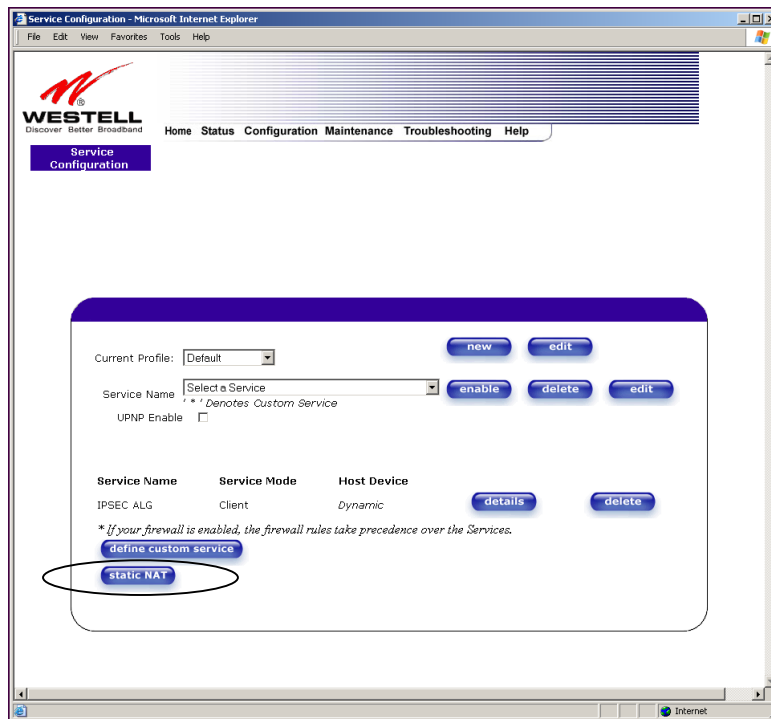 Service Configuration - Microsoft Internet Explorer
File Edit View Favorites Tools Help
®
WESTELL
Discover Better Broadband
Home Status Configuration Maintenance Troubleshooting Help
Service
Configuration
new edit
Current Profile: Default
Service Name Select a Service enable delete edit
' * ' Denotes Custom Service
UPNP Enable
Service Name Service Mode Host Device
IPSEC ALG Client Dynamic details delete
* If your firewall is enabled, the firewall rules take precedence over the Services.
define custom service
static NAT
Internet